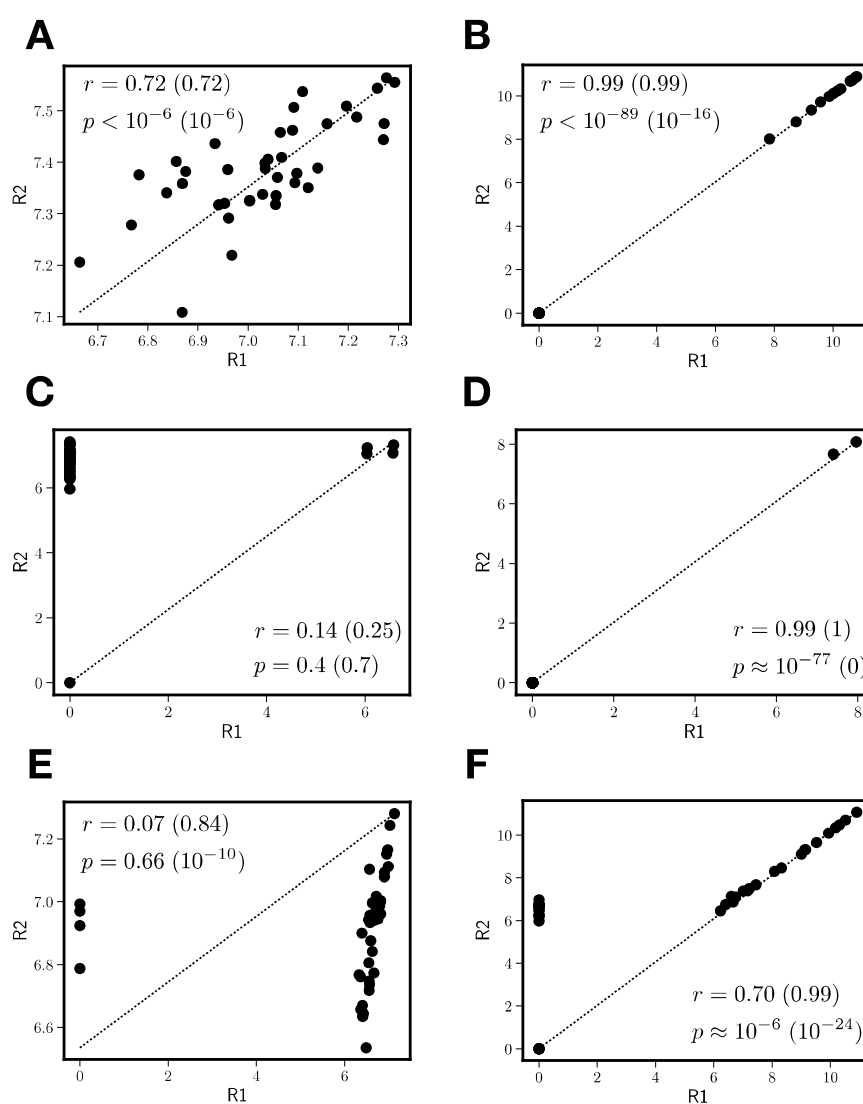 A
r = 0.72 (0.72)
p < 10⁻⁶ (10⁻⁶)
R2
7.5
7.4
7.3
7.2
7.1
6.7 6.8 6.9 7.0 7.1 7.2 7.3
R1
B
r = 0.99 (0.99)
p < 10⁻⁸⁹ (10⁻¹⁶)
R2
10
8
6
4
2
0
0 2 4 6 8 10
R1
C
R2
6
4
2
0
r = 0.14 (0.25)
p = 0.4 (0.7)
0 2 4 6
R1
D
R2
8
6
4
2
0
r = 0.99 (1)
p ≈ 10⁻⁷⁷ (0)
0 2 4 6 8
R1
E
r = 0.07 (0.84)
p = 0.66 (10⁻¹⁰)
R2
7.2
7.0
6.8
6.6
0 2 4 6
R1
F
R2
10
8
6
4
2
0
r = 0.70 (0.99)
p ≈ 10⁻⁶ (10⁻²⁴)
0 2 4 6 8 10
R1